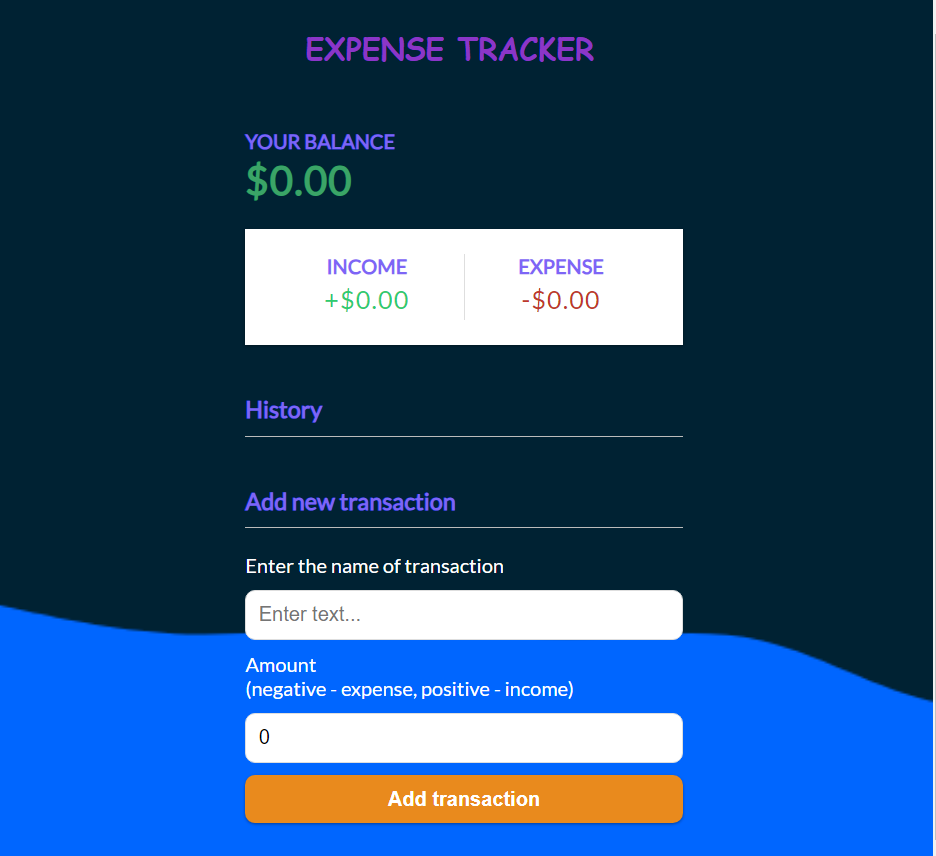 EXPENSE TRACKER
YOUR BALANCE
$0.00
INCOME
+$0.00
EXPENSE
-$0.00
History
Add new transaction
Enter the name of transaction
Enter text...
Amount
(negative - expense, positive - income)
0
Add transaction